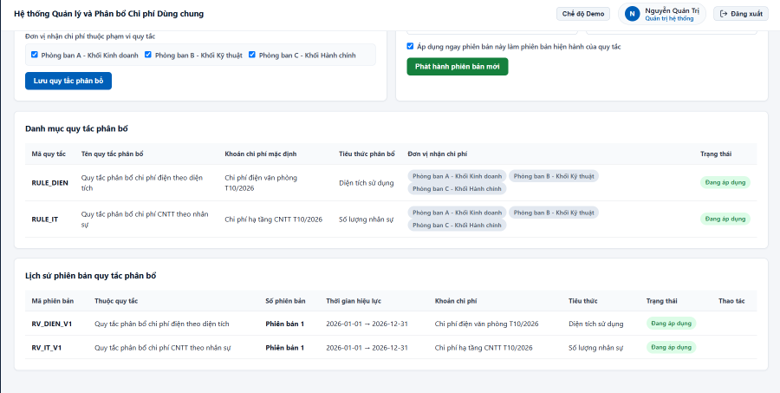 Hệ thống Quản lý và Phân bổ Chi phí Dùng chung
Chế độ Demo
N
Nguyễn Quản Trị
Quản trị hệ thống
Đăng xuất
Đơn vị nhận chi phí thuộc phạm vi quy tắc
Phòng ban A - Khối Kinh doanh Phòng ban B - Khối Kỹ thuật Phòng ban C - Khối Hành chính
Lưu quy tắc phân bổ
Áp dụng ngay phiên bản này làm phiên bản hiện hành của quy tắc
Phát hành phiên bản mới
Danh mục quy tắc phân bổ
Mã quy tắc Tên quy tắc phân bổ Khoản chi phí mặc định Tiêu thức phân bổ Đơn vị nhận chi phí Trạng thái
RULE_DIEN
Quy tắc phân bổ chi phí điện theo diện
tích
Chi phí điện văn phòng
T10/2026
Diện tích sử dụng
Phòng ban A - Khối Kinh doanh Phòng ban B - Khối Kỹ thuật
Phòng ban C - Khối Hành chính
Đang áp dụng
RULE_IT
Quy tắc phân bổ chi phí CNTT theo nhân
sự
Chi phí hạ tầng CNTT T10/2026
Số lượng nhân sự
Phòng ban A - Khối Kinh doanh Phòng ban B - Khối Kỹ thuật
Phòng ban C - Khối Hành chính
Đang áp dụng
Lịch sử phiên bản quy tắc phân bổ
Mã phiên bản Thuộc quy tắc Số phiên bản Thời gian hiệu lực Khoản chi phí Tiêu thức Trạng thái Thao tác
RV_DIEN_V1 Quy tắc phân bổ chi phí điện theo diện tích Phiên bản 1 2026-01-01 → 2026-12-31 Chi phí điện văn phòng T10/2026 Diện tích sử dụng Đang áp dụng
RV_IT_V1 Quy tắc phân bổ chi phí CNTT theo nhân sự Phiên bản 1 2026-01-01 → 2026-12-31 Chi phí hạ tầng CNTT T10/2026 Số lượng nhân sự Đang áp dụng